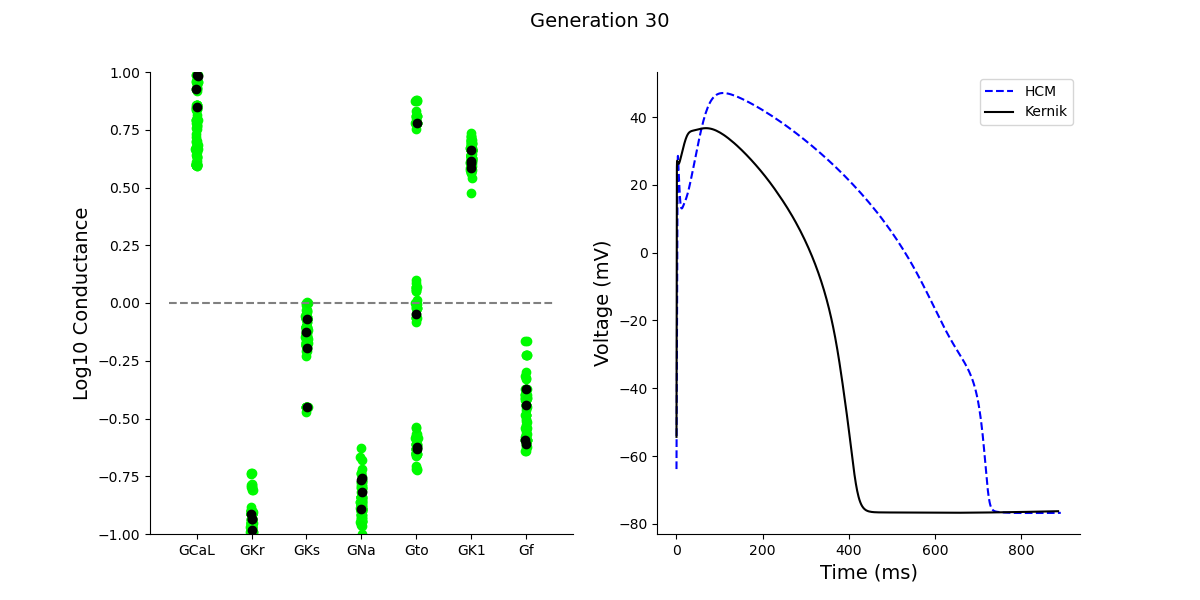 Generation 30
1.00
0.75
0.50
0.25
0.00
−0.25
−0.50
−0.75
−1.00
Log10 Conductance
GCaL GKr GKs GNa Gto GK1 Gf
HCM
Kernik
40
20
0
−20
−40
−60
−80
Voltage (mV)
0 200 400 600 800
Time (ms)